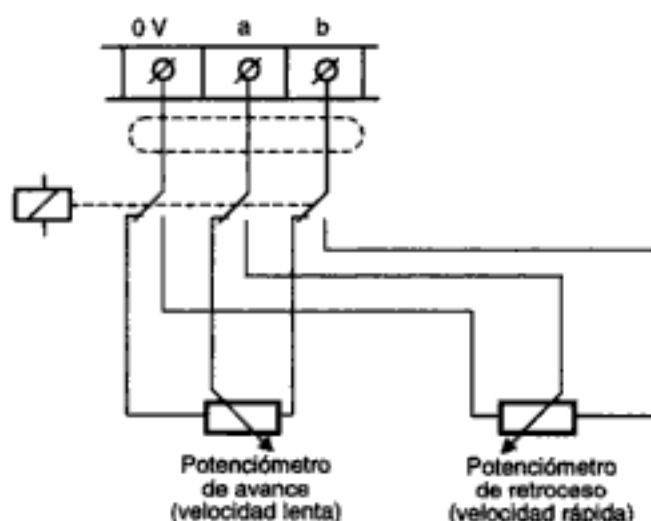 0 V a b
Potenciómetro
de avance
(velocidad lenta)
Potenciómetro
de retroceso
(velocidad rápida)